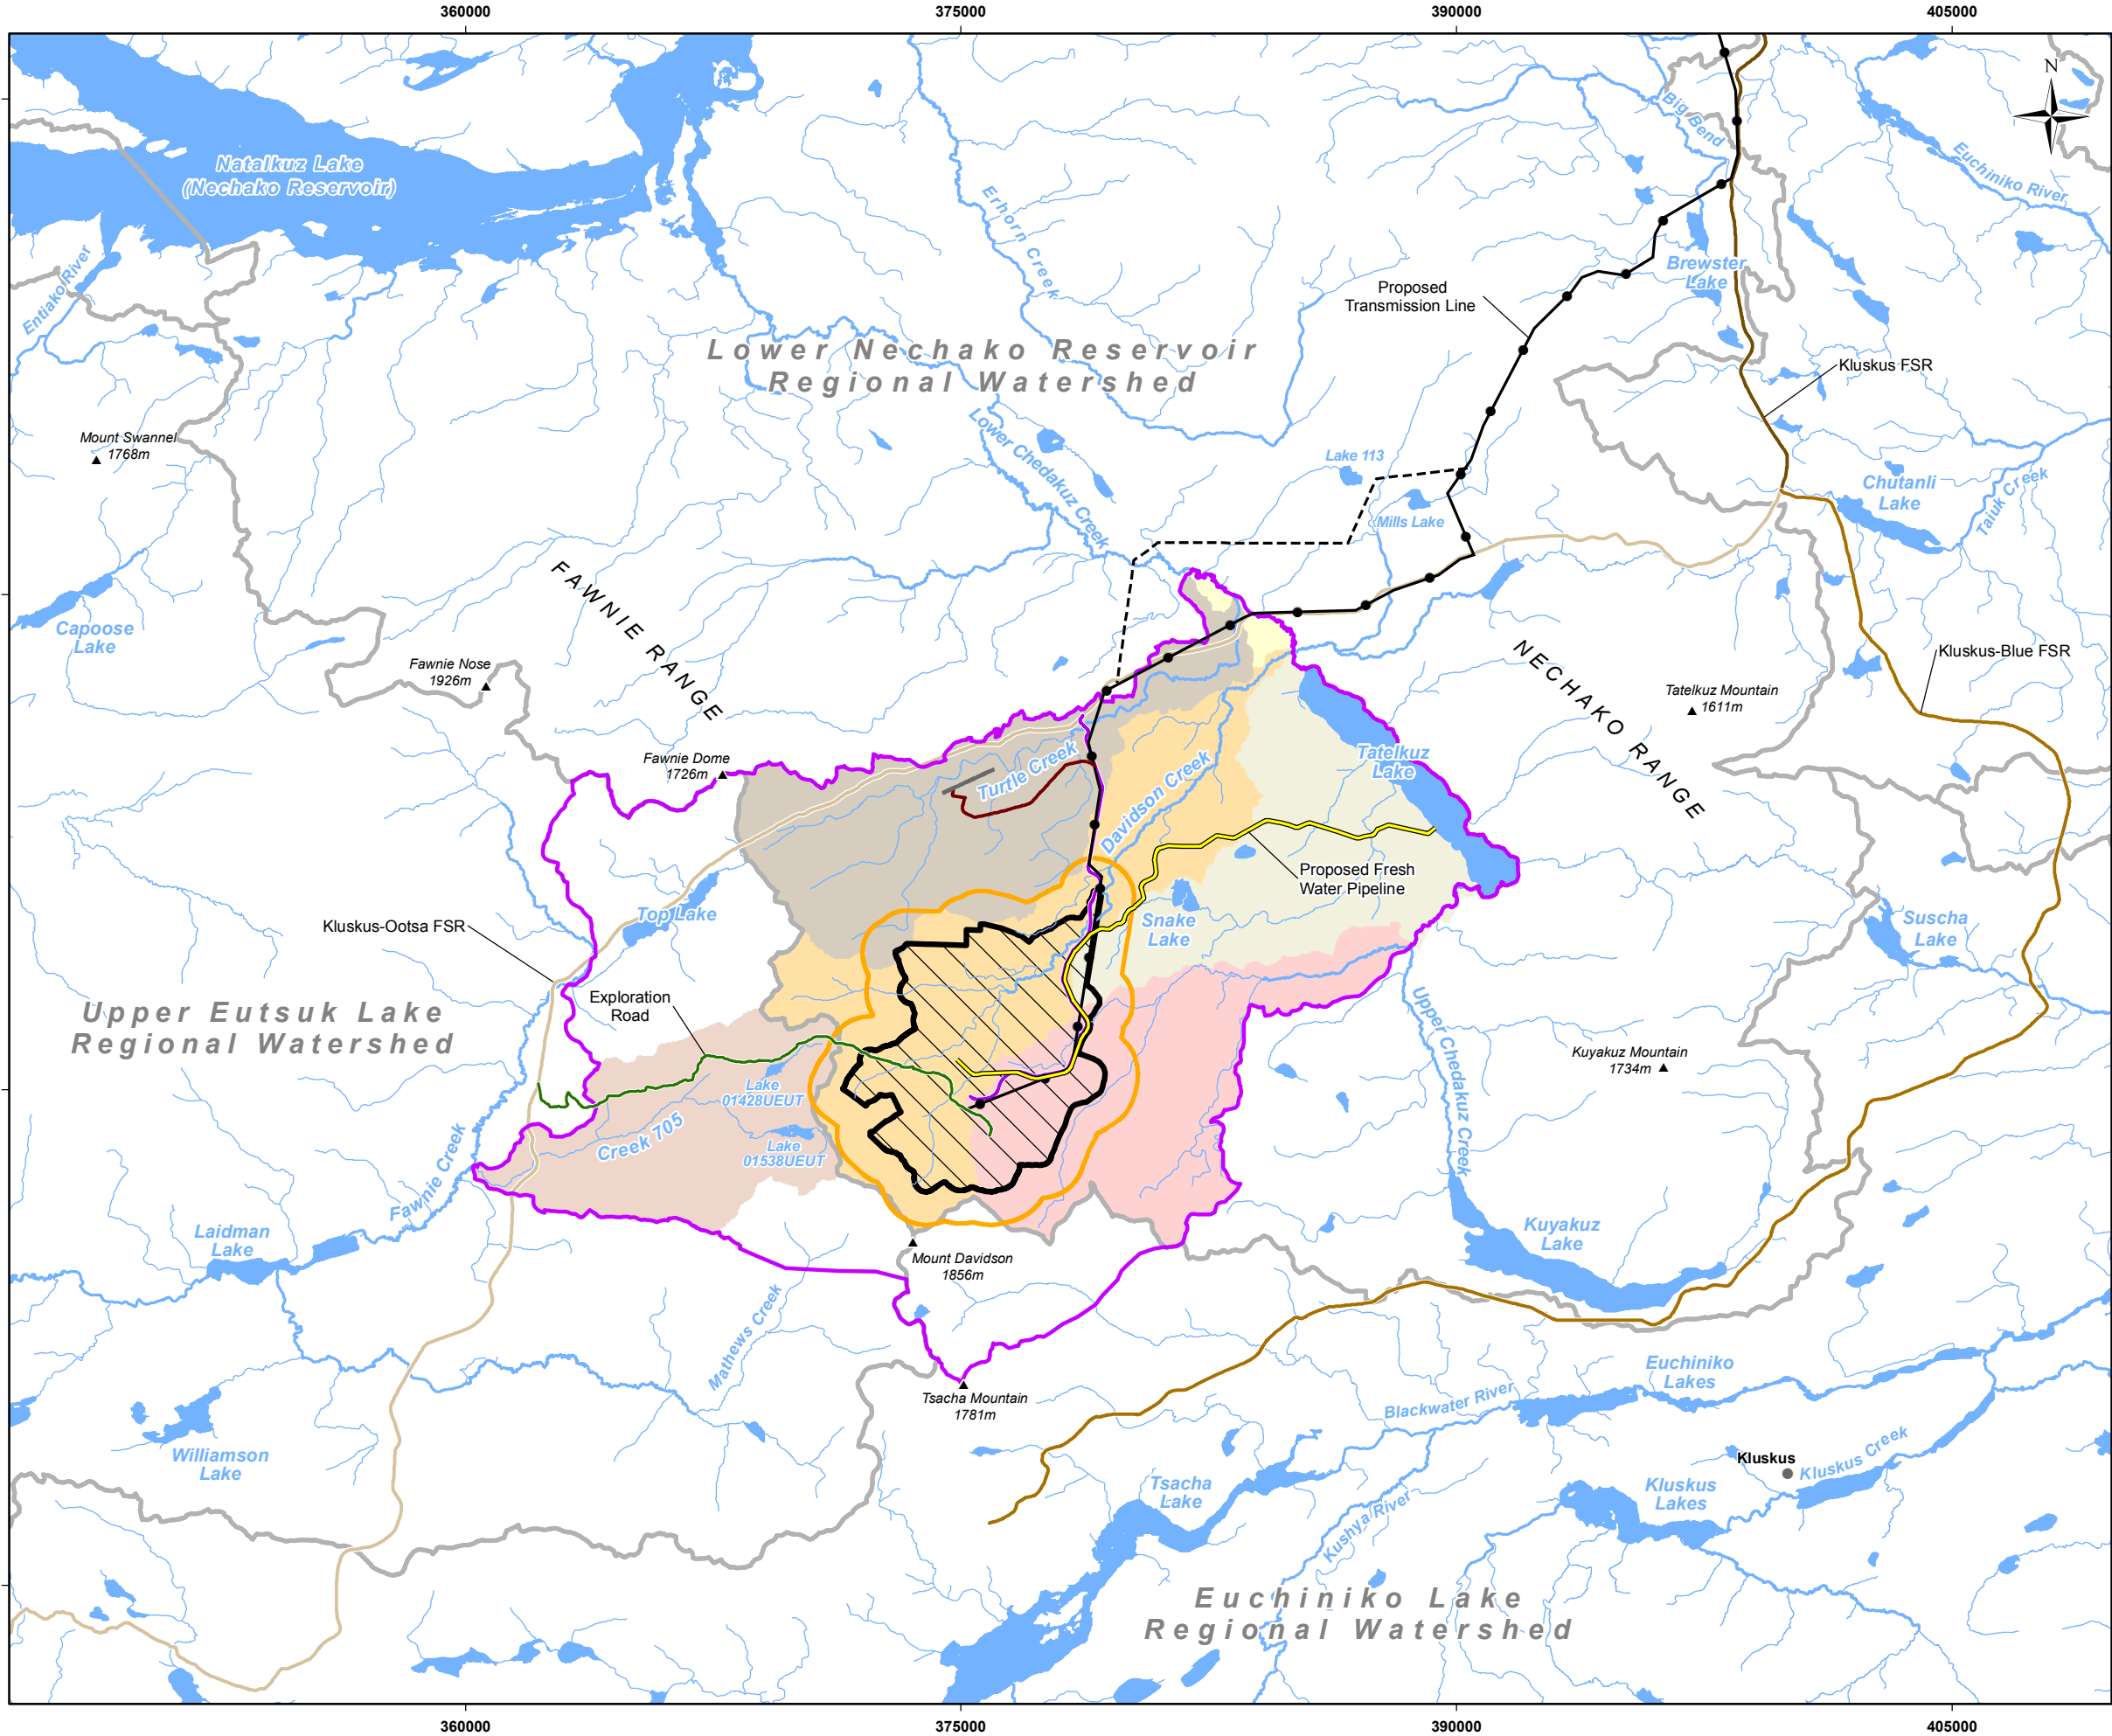 360000
375000
390000
405000
N
Big Bend
Euchiniko River
Natalkuz Lake
(Nechako Reservoir)
Erhorn Creek
Entiako River
Brewster
Lake
Proposed
Transmission Line
Lower Nechako Reservoir
Regional Watershed
Kluskus FSR
Mount Swannel
1768m
Lower Chedakuz Creek
Lake 113
Mills Lake
Chutanli
Lake
Taiuk Creek
FAWNIE RANGE
Capoose
Lake
Fawnie Nose
1926m
NECHAKO RANGE
Kluskus-Blue FSR
Tatelkuz Mountain
1611m
Fawnie Dome
1726m
Turtle Creek
Tatelkuz
Lake
Davidson Creek
Proposed Fresh
Water Pipeline
Top Lake
Snake
Lake
Suscha
Lake
Kluskus-Ootsa FSR
Exploration
Road
Upper Eutsuk Lake
Regional Watershed
Upper Chedakuz Creek
Kuyakuz Mountain
1734m
Lake
01428UEUT
Creek 705
Lake
01538UEUT
Fawnie Creek
Laidman
Lake
Kuyakuz
Lake
Mount Davidson
1856m
Mathews Creek
Euchiniko
Lakes
Tsacha Mountain
1781m
Blackwater River
Williamson
Lake
Kluskus
Kluskus Creek
Tsacha
Lake
Kluskus
Lakes
Kushya River
Euchiniko Lake
Regional Watershed
360000
375000
390000
405000